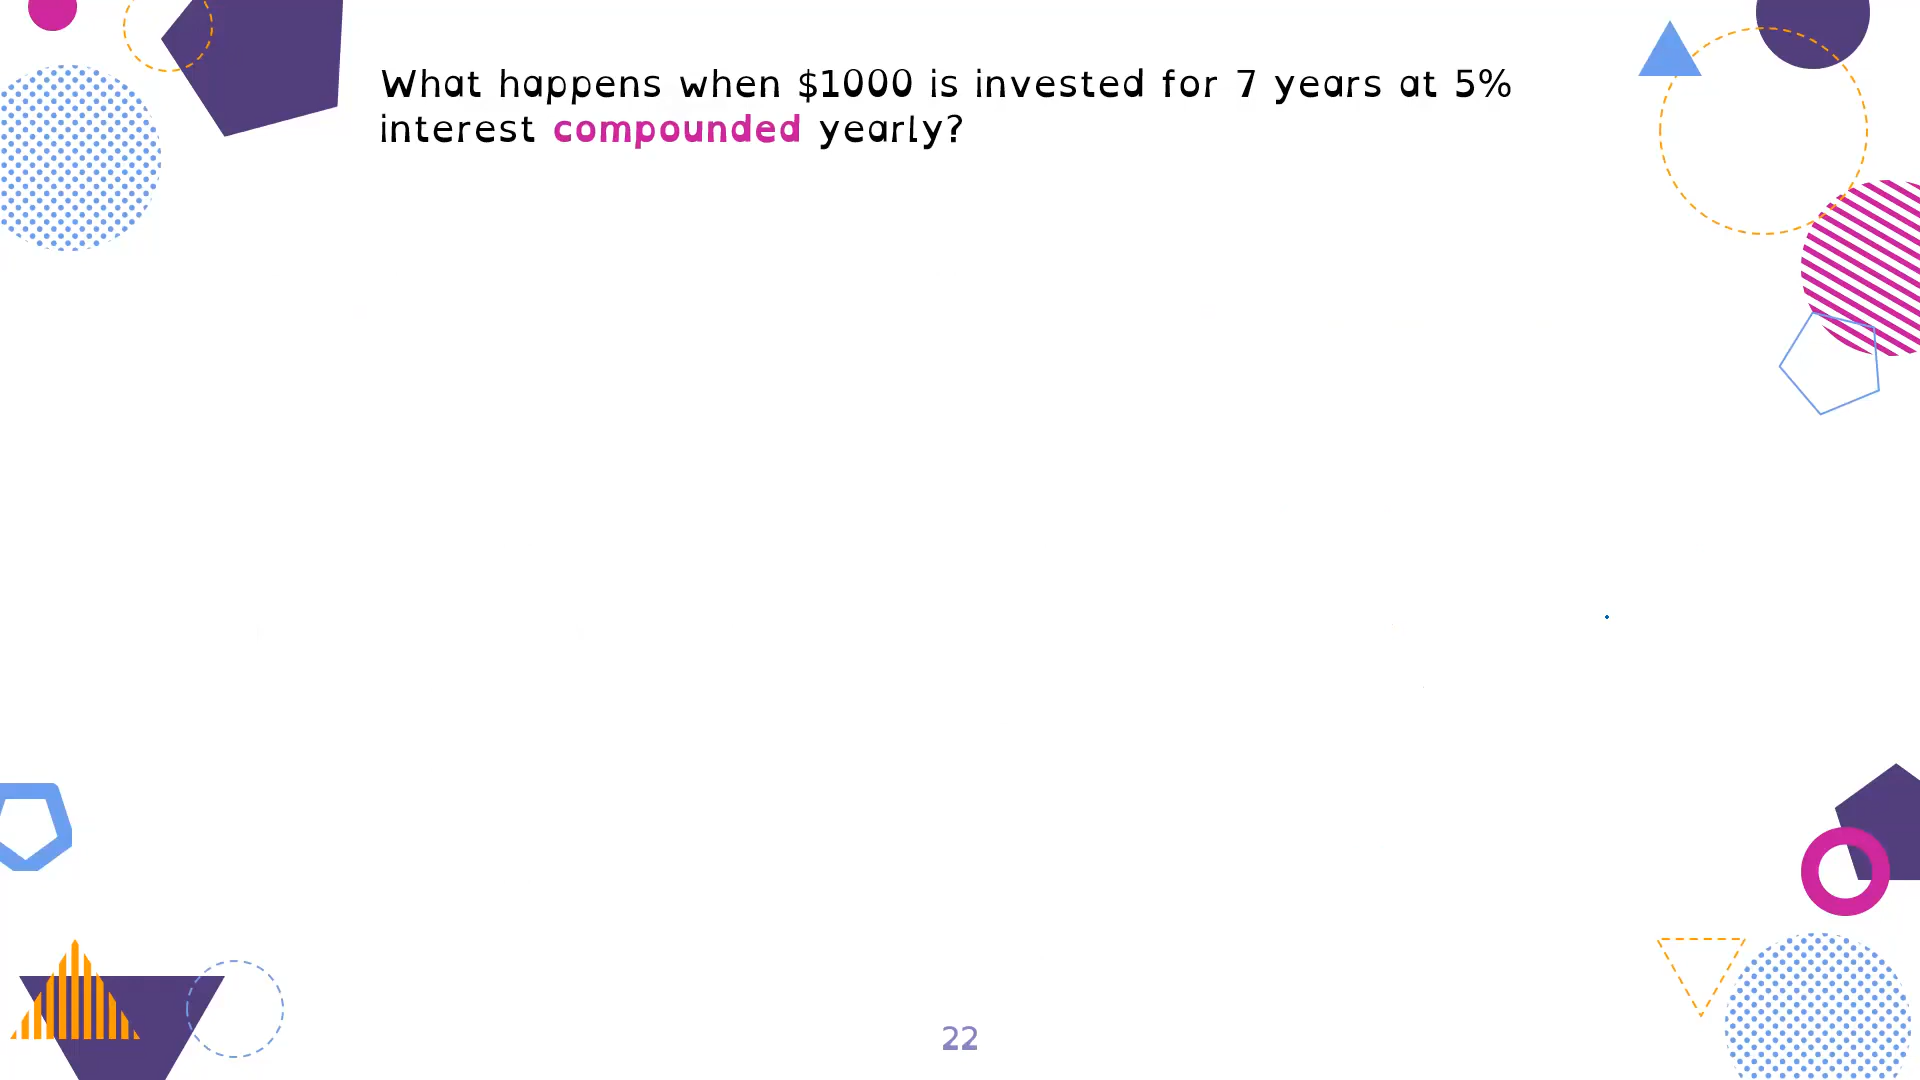 What happens when $1000 is invested for 7 years at 5%
interest compounded yearly?
22